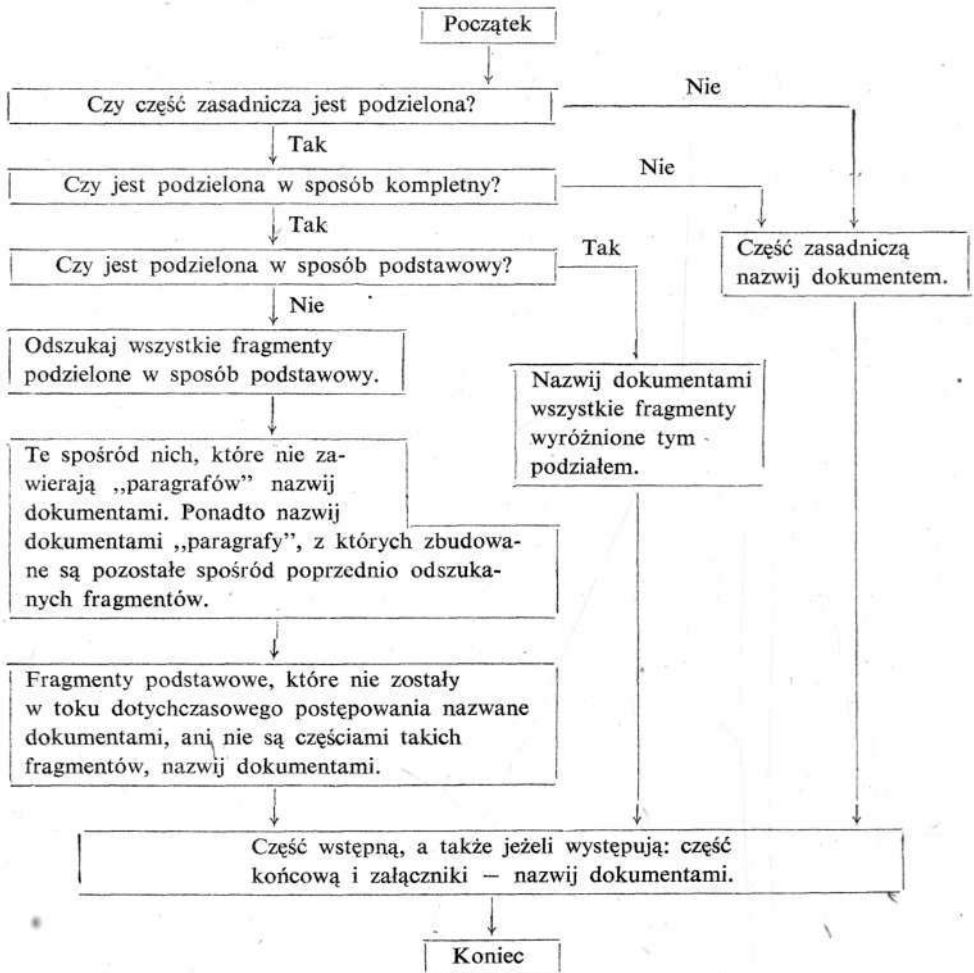 Początek
Czy część zasadnicza jest podzielona?
Nie
Tak
Czy jest podzielona w sposób kompletny?
Nie
Tak
Czy jest podzielona w sposób podstawowy?
Tak
Część zasadniczą
nazwij dokumentem.
Nie
Odszukaj wszystkie fragmenty
podzielone w sposób podstawowy.
Nazwij dokumentami
wszystkie fragmenty
wyróżnione tym
podziałem.
Te spośród nich, które nie za-
wierają ,,paragrafów” nazwij
dokumentami. Ponadto nazwij
dokumentami ,,paragrafy”, z których zbudowa-
ne są pozostałe spośród poprzednio odszuka-
nych fragmentów.
Fragmenty podstawowe, które nie zostały
w toku dotychczasowego postępowania nazwane
dokumentami, ani nie są częściami takich
fragmentów, nazwij dokumentami.
Część wstępną, a także jeżeli występują: część
końcową i załączniki — nazwij dokumentami.
Koniec